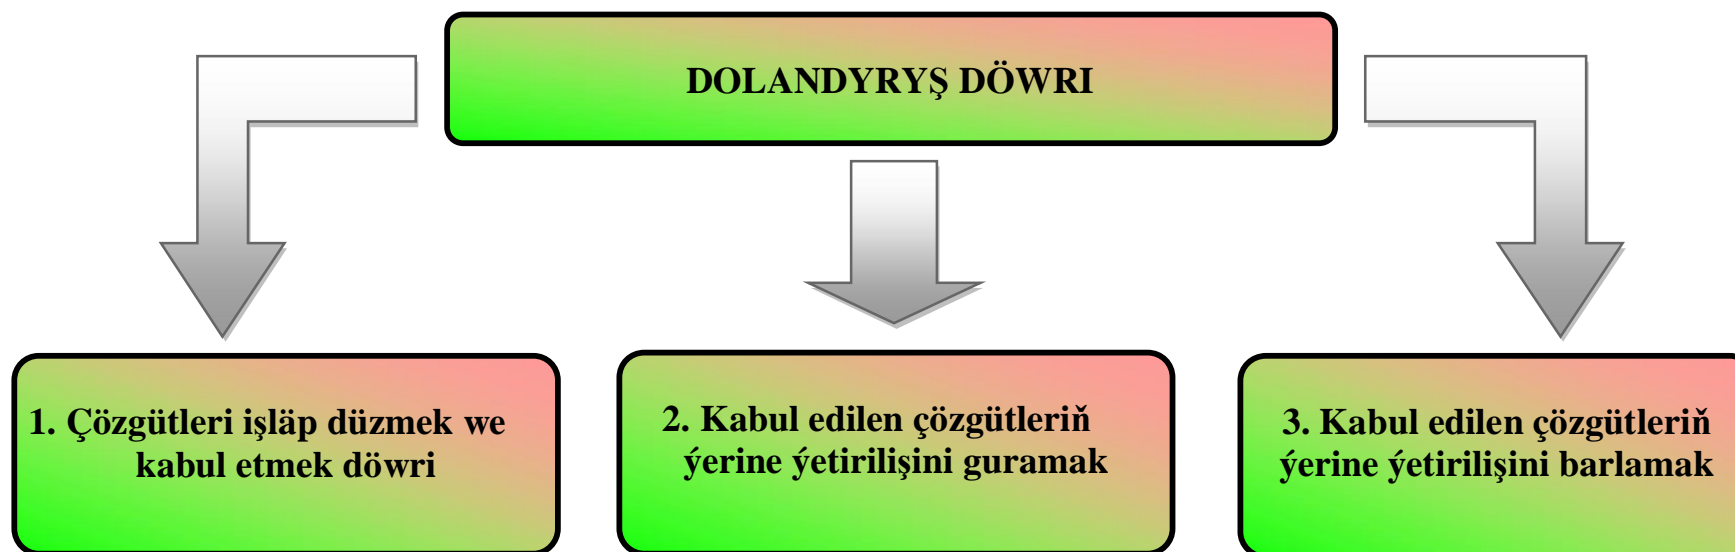 DOLANDYRYŞ DÖWRI
1. Çözgütleri işläp düzmek we
kabul etmek döwri
2. Kabul edilen çözgütleriň
ýerine ýetirilişini guramak
3. Kabul edilen çözgütleriň
ýerine ýetirilişini barlamak